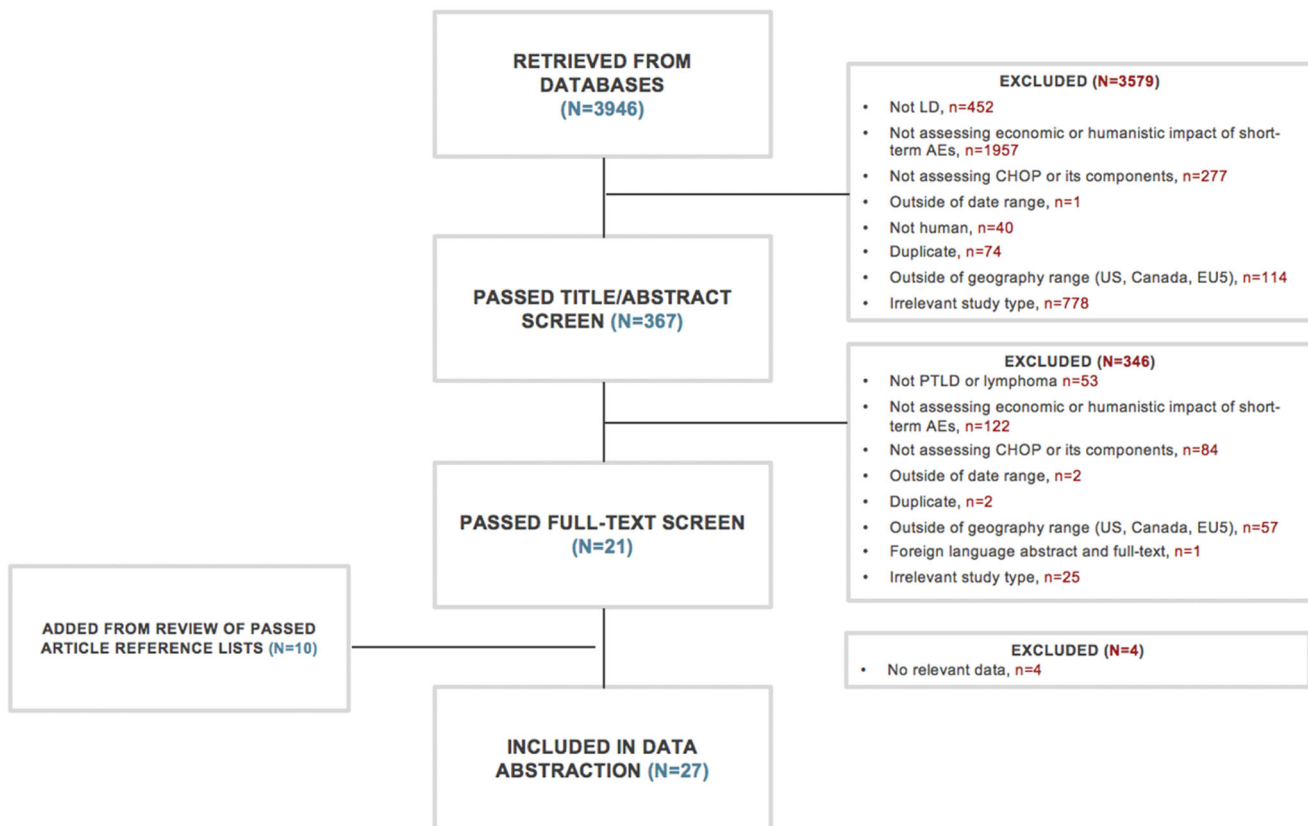 RETRIEVED FROM
DATABASES
(N=3946)
EXCLUDED (N=3579)
• Not LD, n=452
• Not assessing economic or humanistic impact of short-
term AEs, n=1957
• Not assessing CHOP or its components, n=277
• Outside of date range, n=1
• Not human, n=40
• Duplicate, n=74
• Outside of geography range (US, Canada, EU5), n=114
• Irrelevant study type, n=778
PASSED TITLE/ABSTRACT
SCREEN (N=367)
EXCLUDED (N=346)
• Not PTLD or lymphoma n=53
• Not assessing economic or humanistic impact of short-
term AEs, n=122
• Not assessing CHOP or its components, n=84
• Outside of date range, n=2
• Duplicate, n=2
• Outside of geography range (US, Canada, EU5), n=57
• Foreign language abstract and full-text, n=1
• Irrelevant study type, n=25
PASSED FULL-TEXT SCREEN
(N=21)
ADDED FROM REVIEW OF PASSED
ARTICLE REFERENCE LISTS (N=10)
EXCLUDED (N=4)
• No relevant data, n=4
INCLUDED IN DATA
ABSTRACTION (N=27)